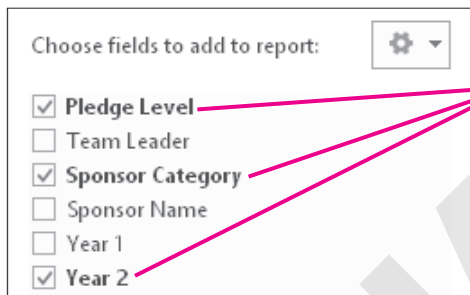 Choose fields to add to report:
Pledge Level
Team Leader
Sponsor Category
Sponsor Name
Year 1
Year 2